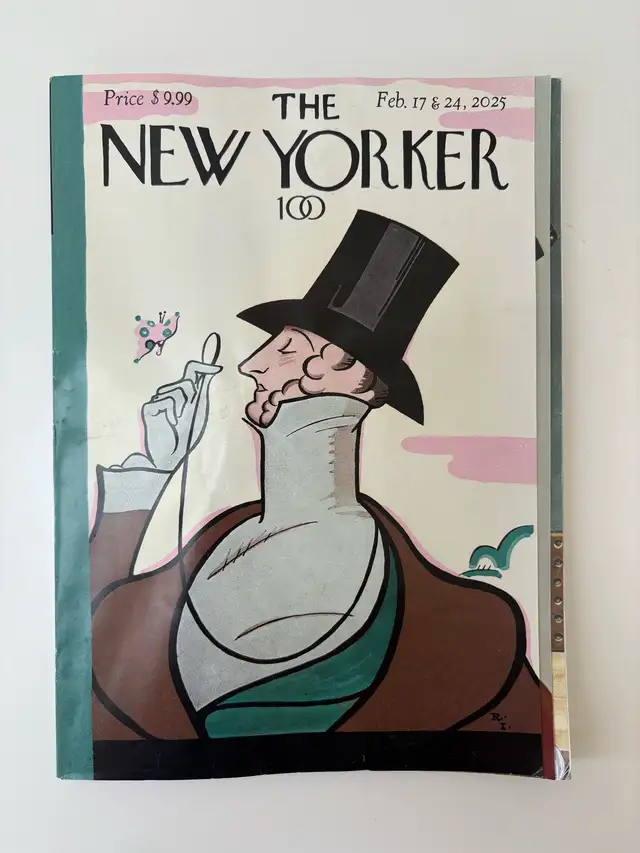 Price $9.99
THE
Feb. 17 & 24, 2025
NEW YORKER
100
R.
I.